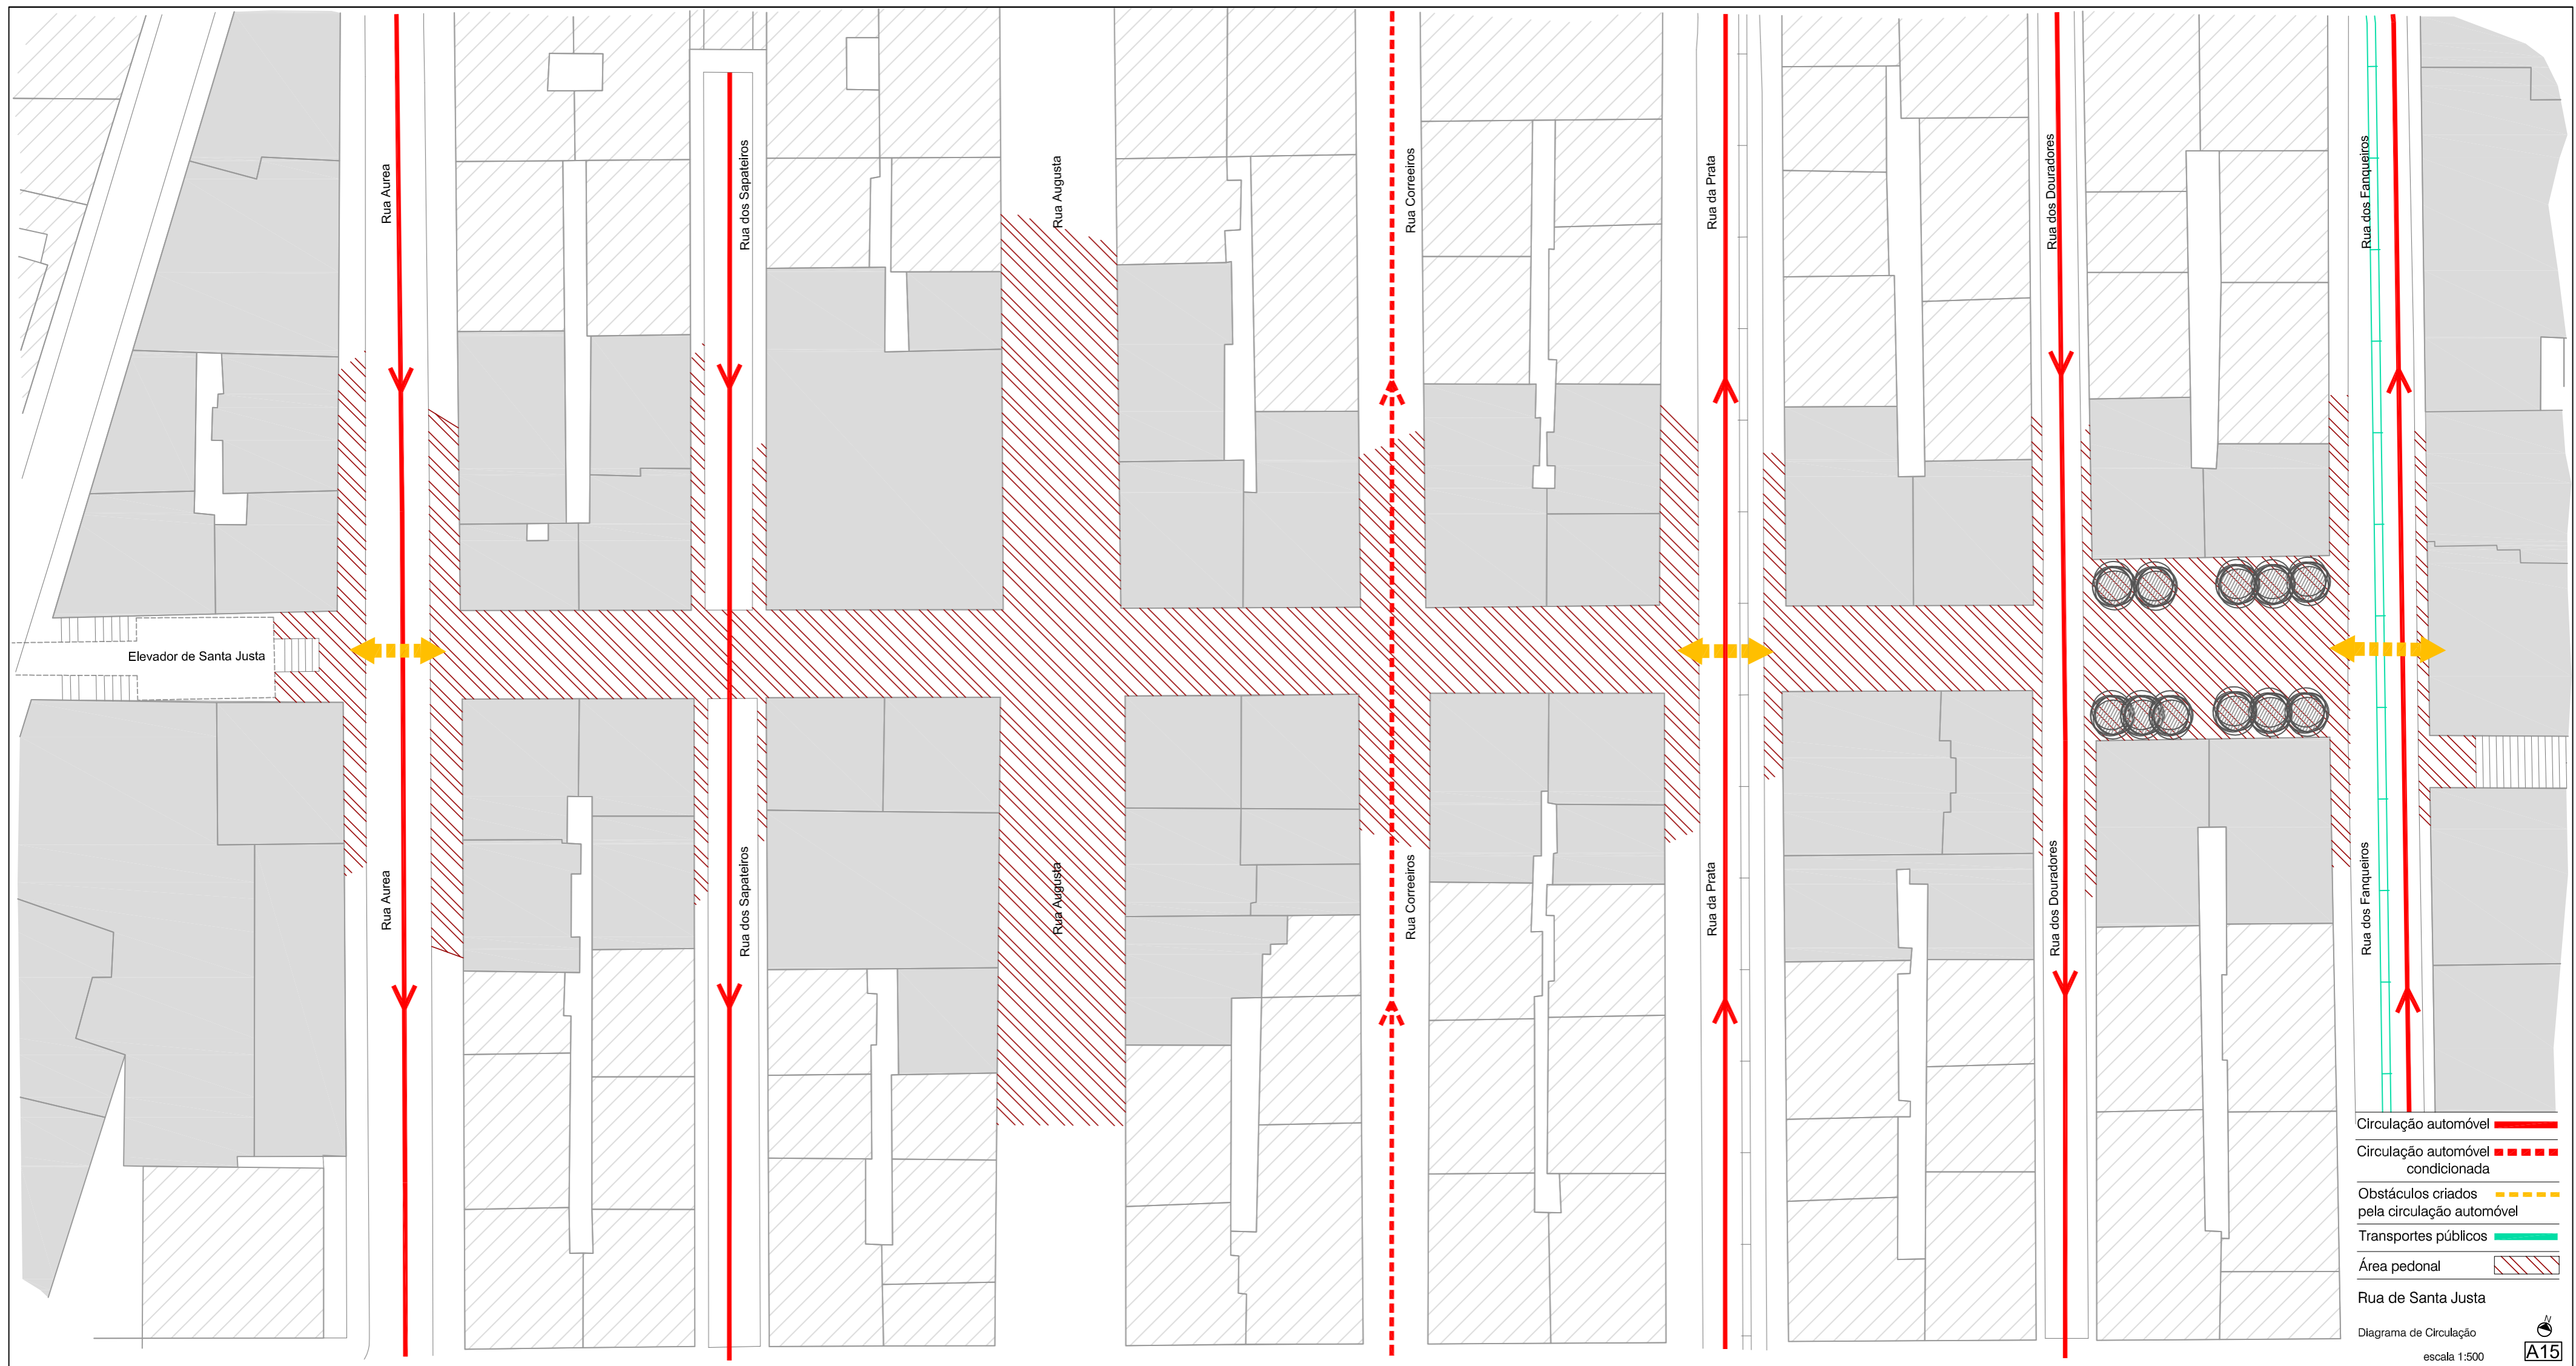 Rua Aurea
Rua dos Sapateiros
Rua Augusta
Rua Correeiros
Rua da Prata
Rua dos Douradores
Rua dos Fanqueiros
Elevador de Santa Justa
Rua Aurea
Rua dos Sapateiros
Rua Augusta
Rua Correeiros
Rua da Prata
Rua dos Douradores
Rua dos Fanqueiros
Circulação automóvel
Circulação automóvel
condicionada
Obstáculos criados
pela circulação automóvel
Transportes públicos
Área pedonal
Rua de Santa Justa
N
Diagrama de Circulação
escala 1:500
A15